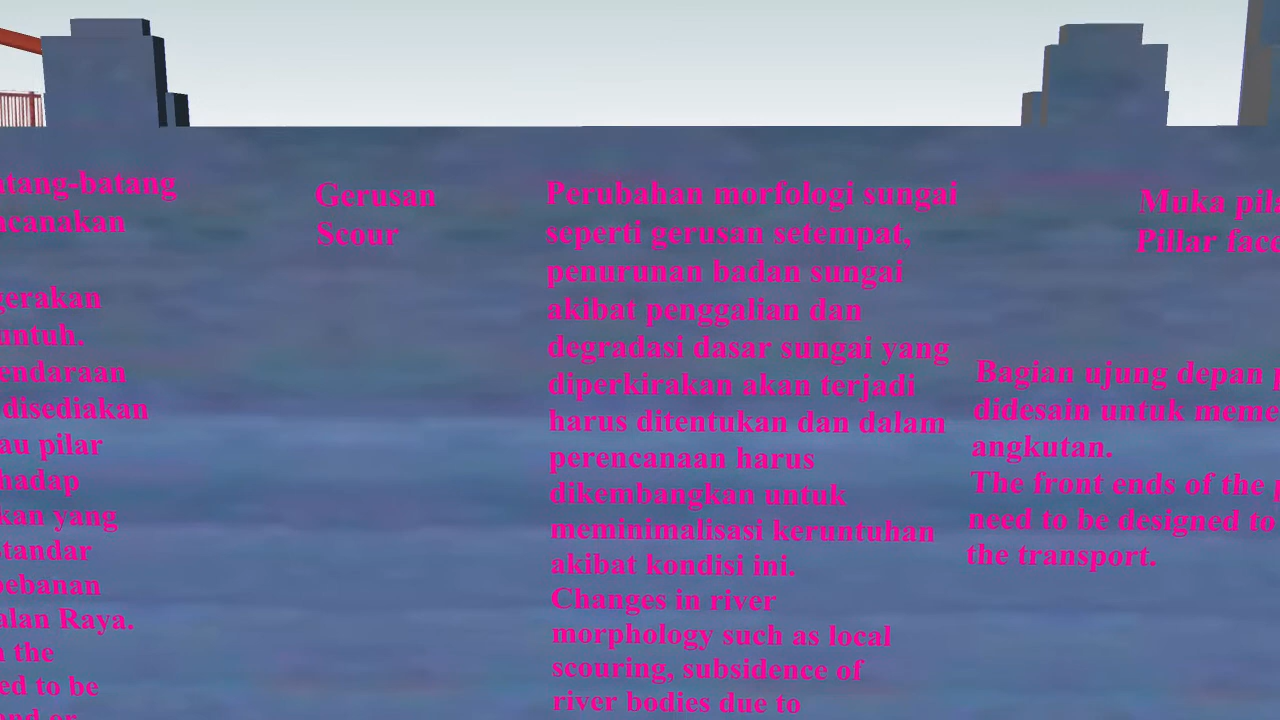 ncanakan
gerakan
untuh.
endaraan
disediakan
au pilar
hadap
kan yang
Standar
alan Raya.
the
ed to be
Gerusan
Scour
Perubahan morfologi sungai
seperti gerusan setempat,
penurunan badan sungai
akibat penggalian dan
degradasi dasar sungai yang
diperkirakan akan terjadi
harus ditentukan dan dalam
perencanaan harus
dikembangkan untuk
meminimalisasi keruntuhan
akibat kondisi ini.
Changes in river
morphology such as local
scouring, subsidence of
river bodies due to
Muka pila
Pillar face
Bagian ujung depan
didesain untuk meme
angkutan.
The front ends of the
need to be designed to
the transport.